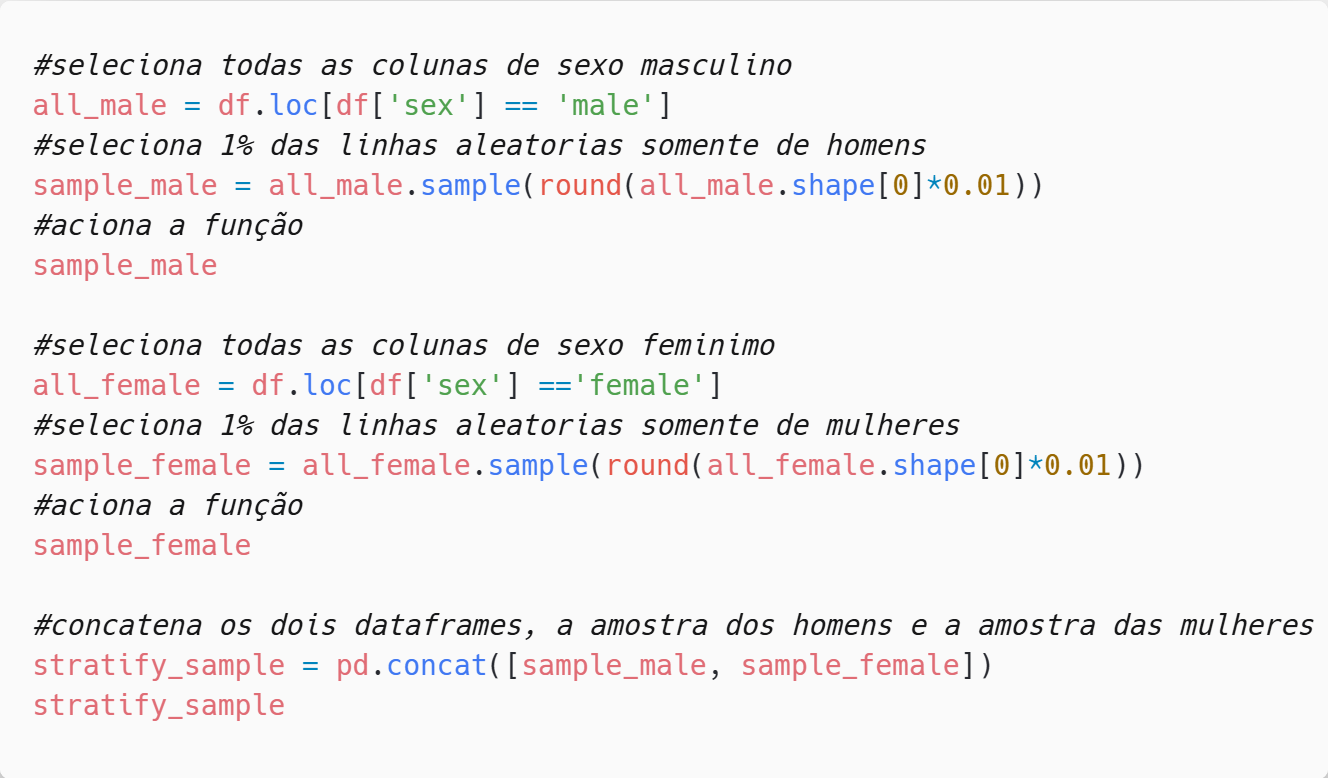 #seleciona todas as colunas de sexo masculino
all_male = df.loc[df['sex'] == 'male']
#seleciona 1% das linhas aleatorias somente de homens
sample_male = all_male.sample(round(all_male.shape[0]*0.01))
#aciona a função
sample_male
#seleciona todas as colunas de sexo feminimo
all_female = df.loc[df['sex'] =='female']
#seleciona 1% das linhas aleatorias somente de mulheres
sample_female = all_female.sample(round(all_female.shape[0]*0.01))
#aciona a função
sample_female
#concatena os dois dataframes, a amostra dos homens e a amostra das mulheres
stratify_sample = pd.concat([sample_male, sample_female])
stratify_sample